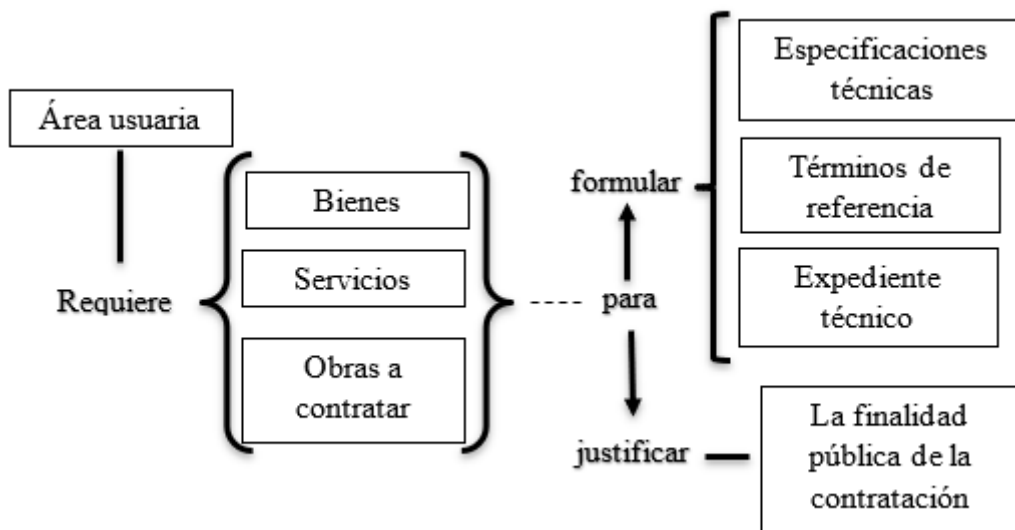 Área usuaria
Requiere
Bienes
Servicios
Obras a
contratar
para
formular
Especificaciones
técnicas
Términos de
referencia
Expediente
técnico
justificar
La finalidad
pública de la
contratación